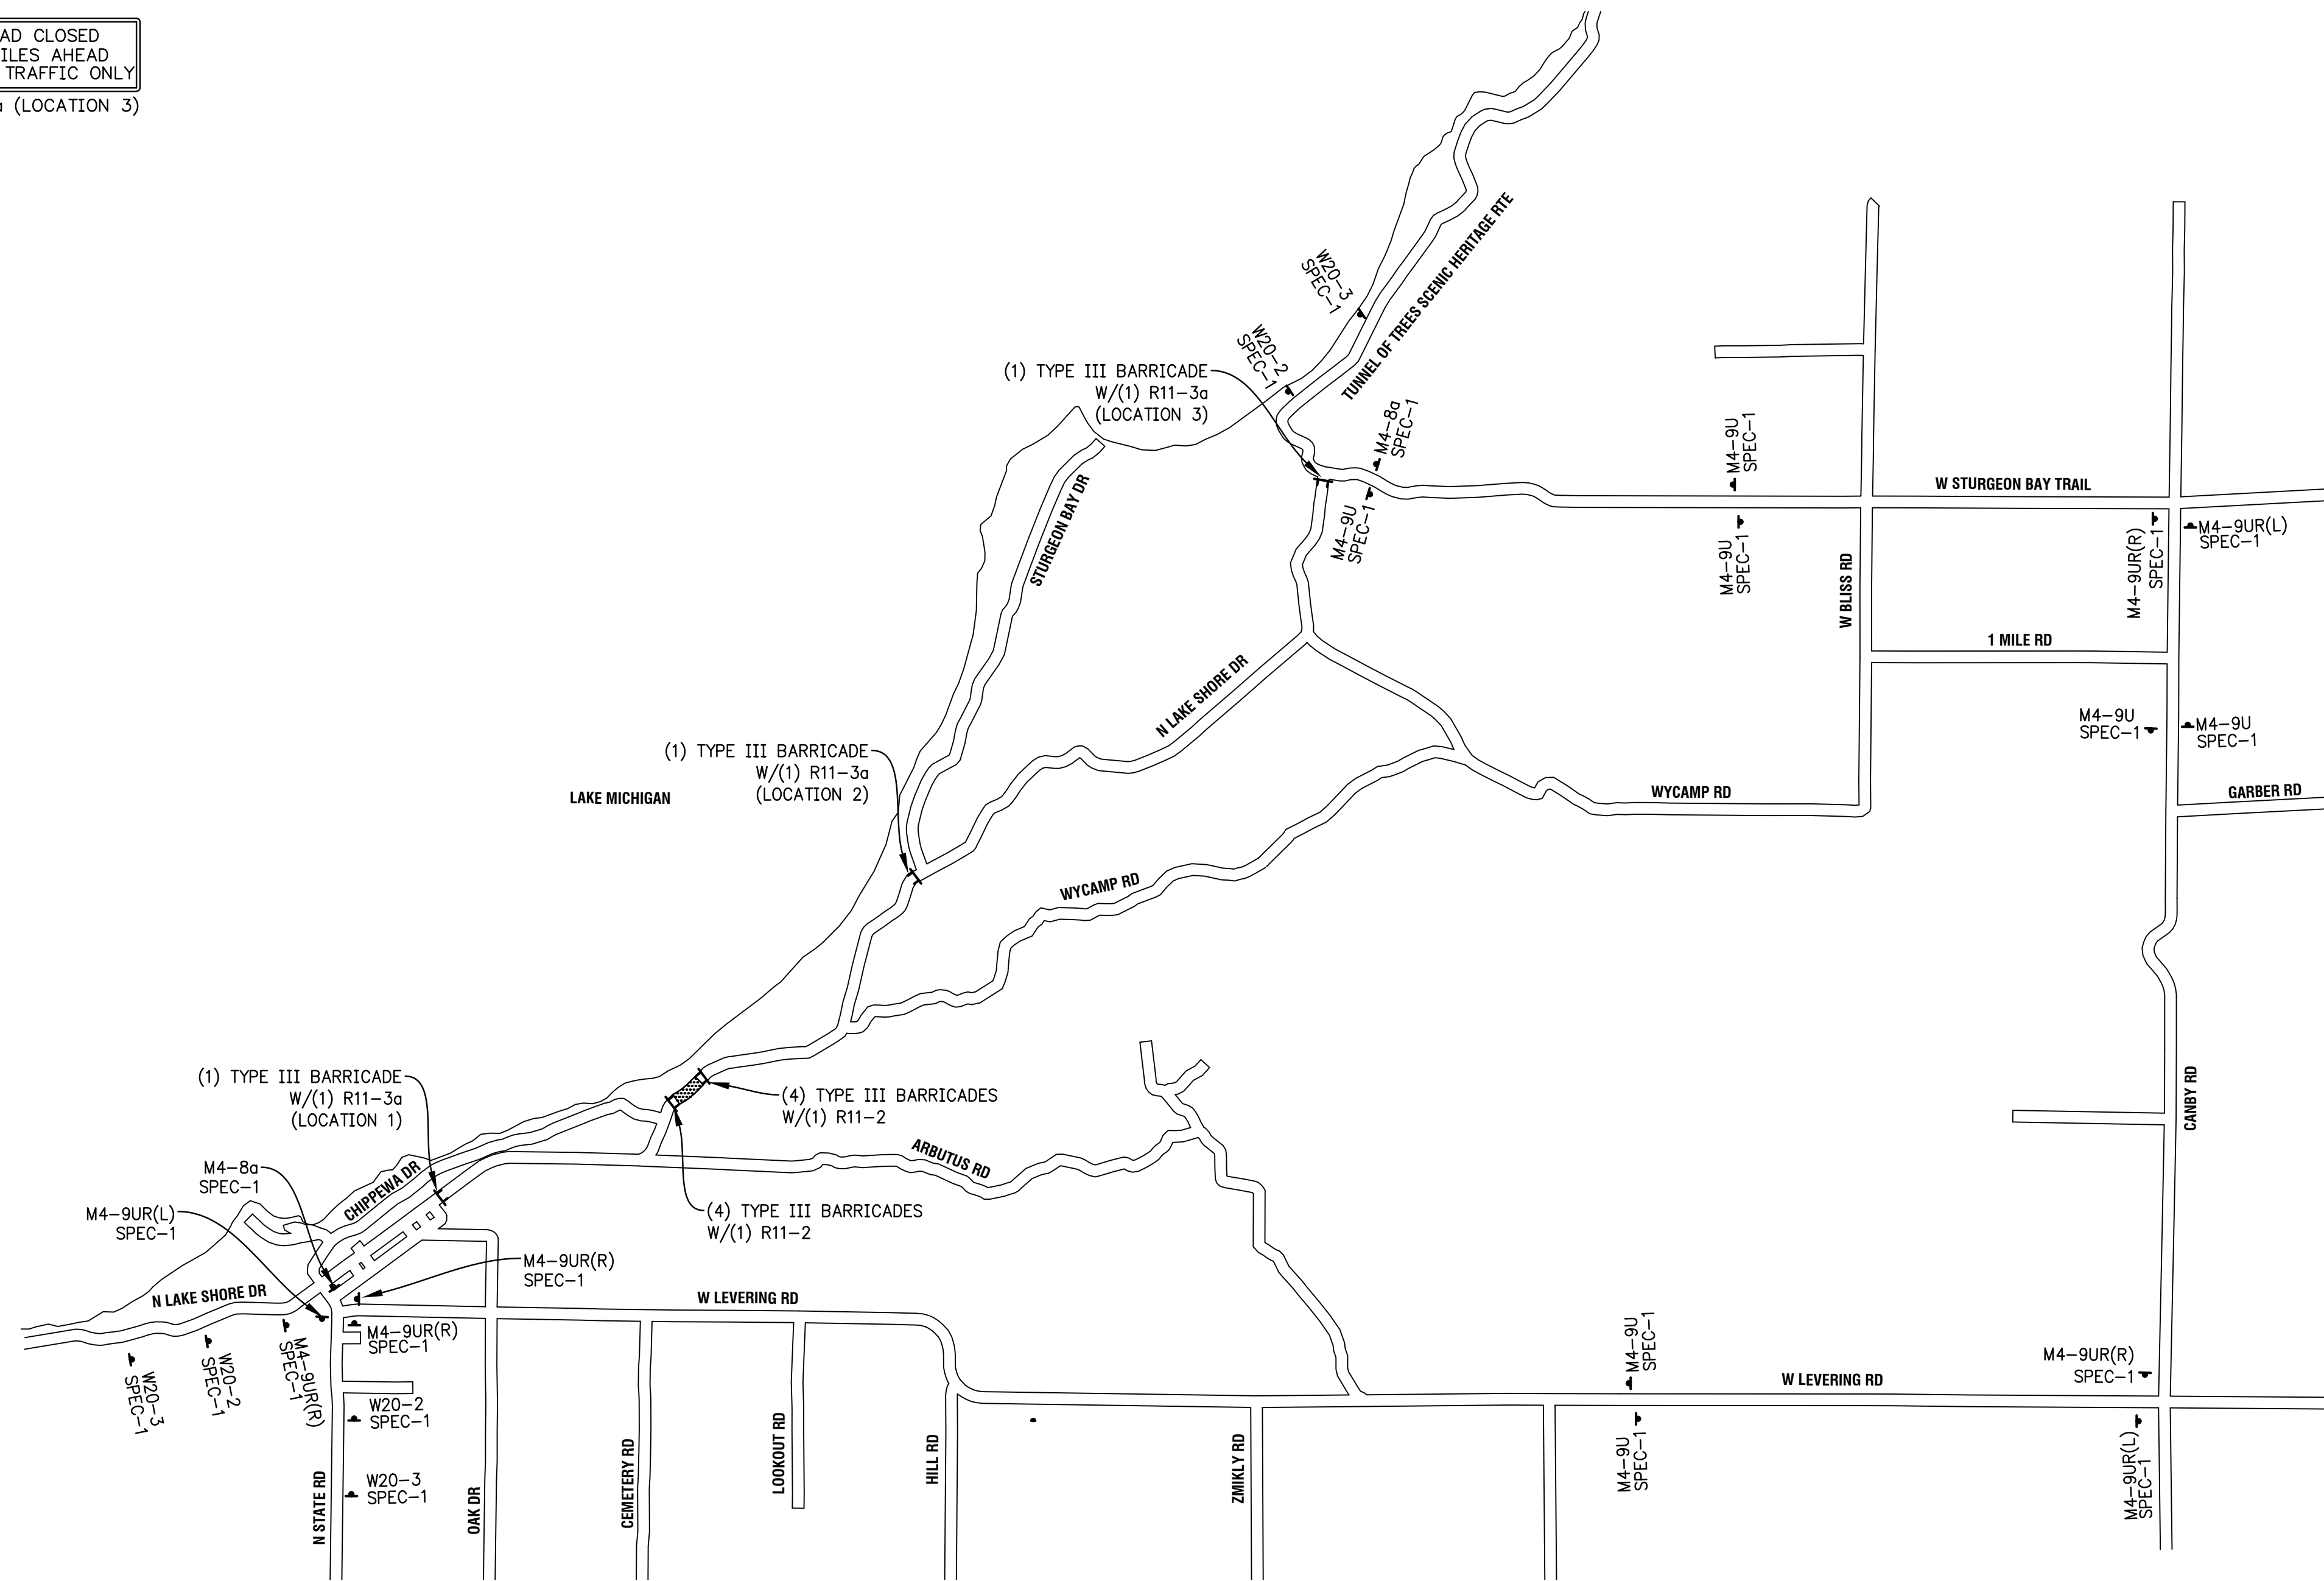 AD CLOSED
ILES AHEAD
TRAFFIC ONLY
a (LOCATION 3)
TUNNEL OF TREES SCENIC HERITAGE RTE
W20-3
SPEC-1
W20-2
SPEC-1
(1) TYPE III BARRICADE
W/(1) R11-3a
(LOCATION 3)
M4-8a
SPEC-1
M4-9U
SPEC-1
M4-9U
SPEC-1
M4-9U
SPEC-1
W STURGEON BAY TRAIL
M4-9UR(R)
SPEC-1
M4-9UR(L)
SPEC-1
STURGEON BAY DR
W BLISS RD
1 MILE RD
N LAKE SHORE DR
M4-9U
SPEC-1
M4-9U
SPEC-1
(1) TYPE III BARRICADE
W/(1) R11-3a
(LOCATION 2)
LAKE MICHIGAN
WYCAMP RD
GARBER RD
WYCAMP RD
CANBY RD
(1) TYPE III BARRICADE
W/(1) R11-3a
(LOCATION 1)
(4) TYPE III BARRICADES
W/(1) R11-2
ARBUTUS RD
M4-8a
SPEC-1
CHIPPEWA DR
(4) TYPE III BARRICADES
W/(1) R11-2
M4-9UR(L)
SPEC-1
M4-9UR(R)
SPEC-1
N LAKE SHORE DR
W LEVERING RD
M4-9UR(R)
SPEC-1
M4-9UR(R)
SPEC-1
W20-2
SPEC-1
W20-3
SPEC-1
W20-2
SPEC-1
W20-3
SPEC-1
N STATE RD
OAK DR
CEMETERY RD
LOOKOUT RD
HILL RD
ZMIKLY RD
M4-9U
SPEC-1
M4-9U
SPEC-1
W LEVERING RD
M4-9UR(R)
SPEC-1
M4-9UR(L)
SPEC-1